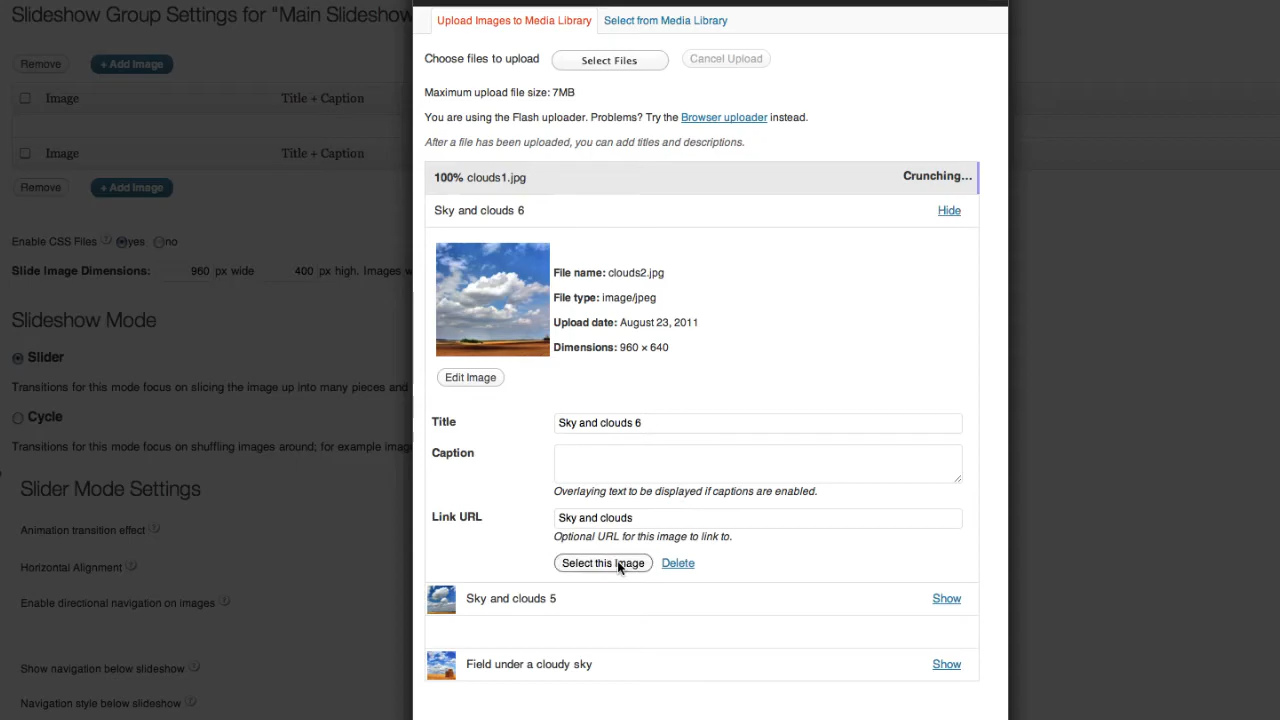 Slideshow Group Settings for "Main Slideshow
Remove
+ Add Image
Image
Title + Caption
Image
Title + Caption
Remove
+ Add Image
Enable CSS Files ? yes no
Slide Image Dimensions: 960 px wide 400 px high. Images w
Slideshow Mode
Slider
Transitions for this mode focus on slicing the image up into many pieces and
Cycle
Transitions for this mode focus on shuffling images around; for example image
Slider Mode Settings
Animation transition effect ?
Horizontal Alignment ?
Enable directional navigation on images ?
Show navigation below slideshow ?
Navigation style below slideshow ?
Upload Images to Media Library
Select from Media Library
Choose files to upload
Select Files
Cancel Upload
Maximum upload file size: 7MB
You are using the Flash uploader. Problems? Try the Browser uploader instead.
After a file has been uploaded, you can add titles and descriptions.
100% clouds1.jpg
Crunching...
Sky and clouds 6
Hide
File name: clouds2.jpg
File type: image/jpeg
Upload date: August 23, 2011
Dimensions: 960 × 640
Edit Image
Title
Sky and clouds 6
Caption
Overlaying text to be displayed if captions are enabled.
Link URL
Sky and clouds
Optional URL for this image to link to.
Select this Image
Delete
Sky and clouds 5
Show
Field under a cloudy sky
Show